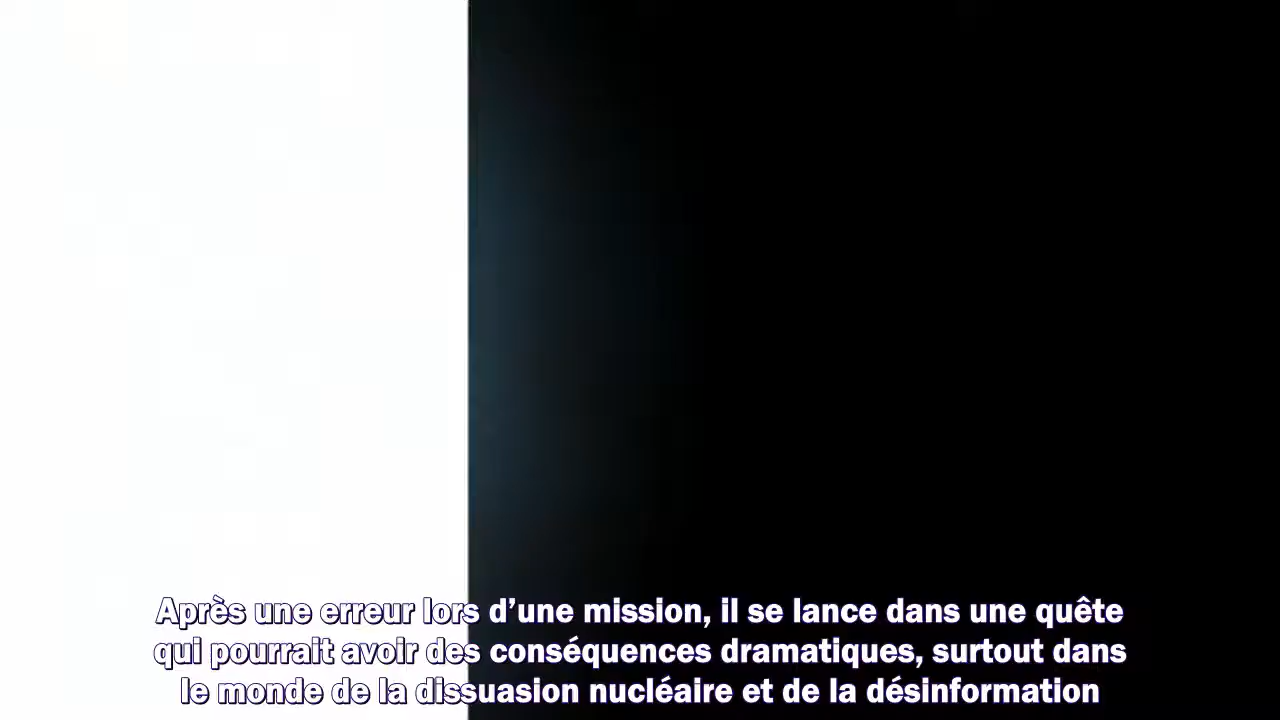 Après une erreur lors d’une mission, il se lance dans une quête
qui pourrait avoir des conséquences dramatiques, surtout dans
le monde de la dissuasion nucléaire et de la désinformation